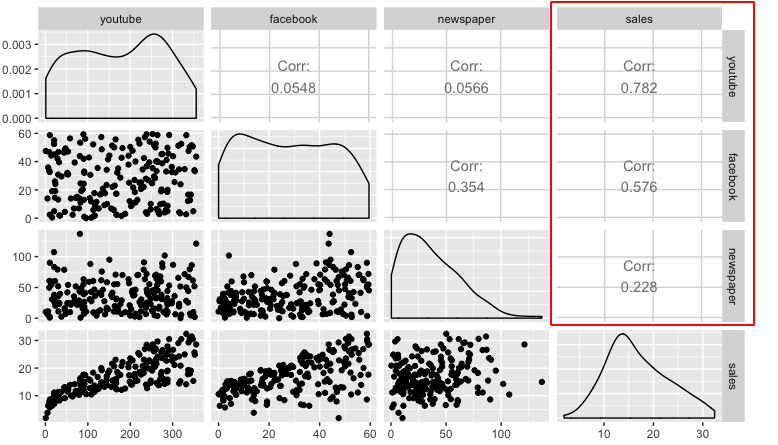 youtube facebook newspaper sales
0.003
0.002
0.001
0.000
Corr:
0.0548
Corr:
0.0566
Corr:
0.782
youtube
60
40
20
0
Corr:
0.354
Corr:
0.576
facebook
100
50
0
Corr:
0.228
newspaper
30
20
10
sales
0 100 200 300 0 20 40 60 0 50 100 10 20 30